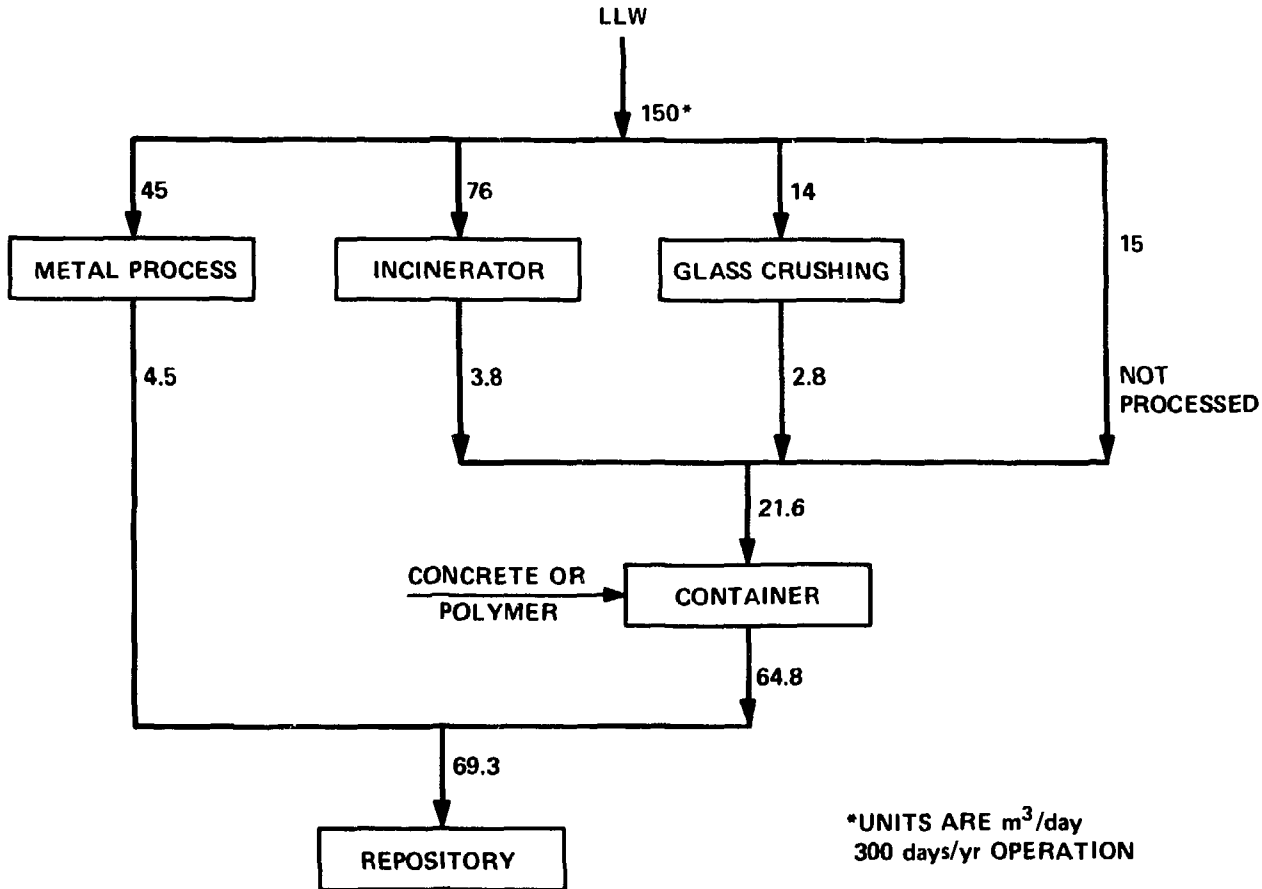 LLW
150*
45
76
14
15
METAL PROCESS
INCINERATOR
GLASS CRUSHING
4.5
3.8
2.8
NOT
PROCESSED
21.6
CONCRETE OR
POLYMER
CONTAINER
64.8
69.3
REPOSITORY
*UNITS ARE m³/day
300 days/yr OPERATION